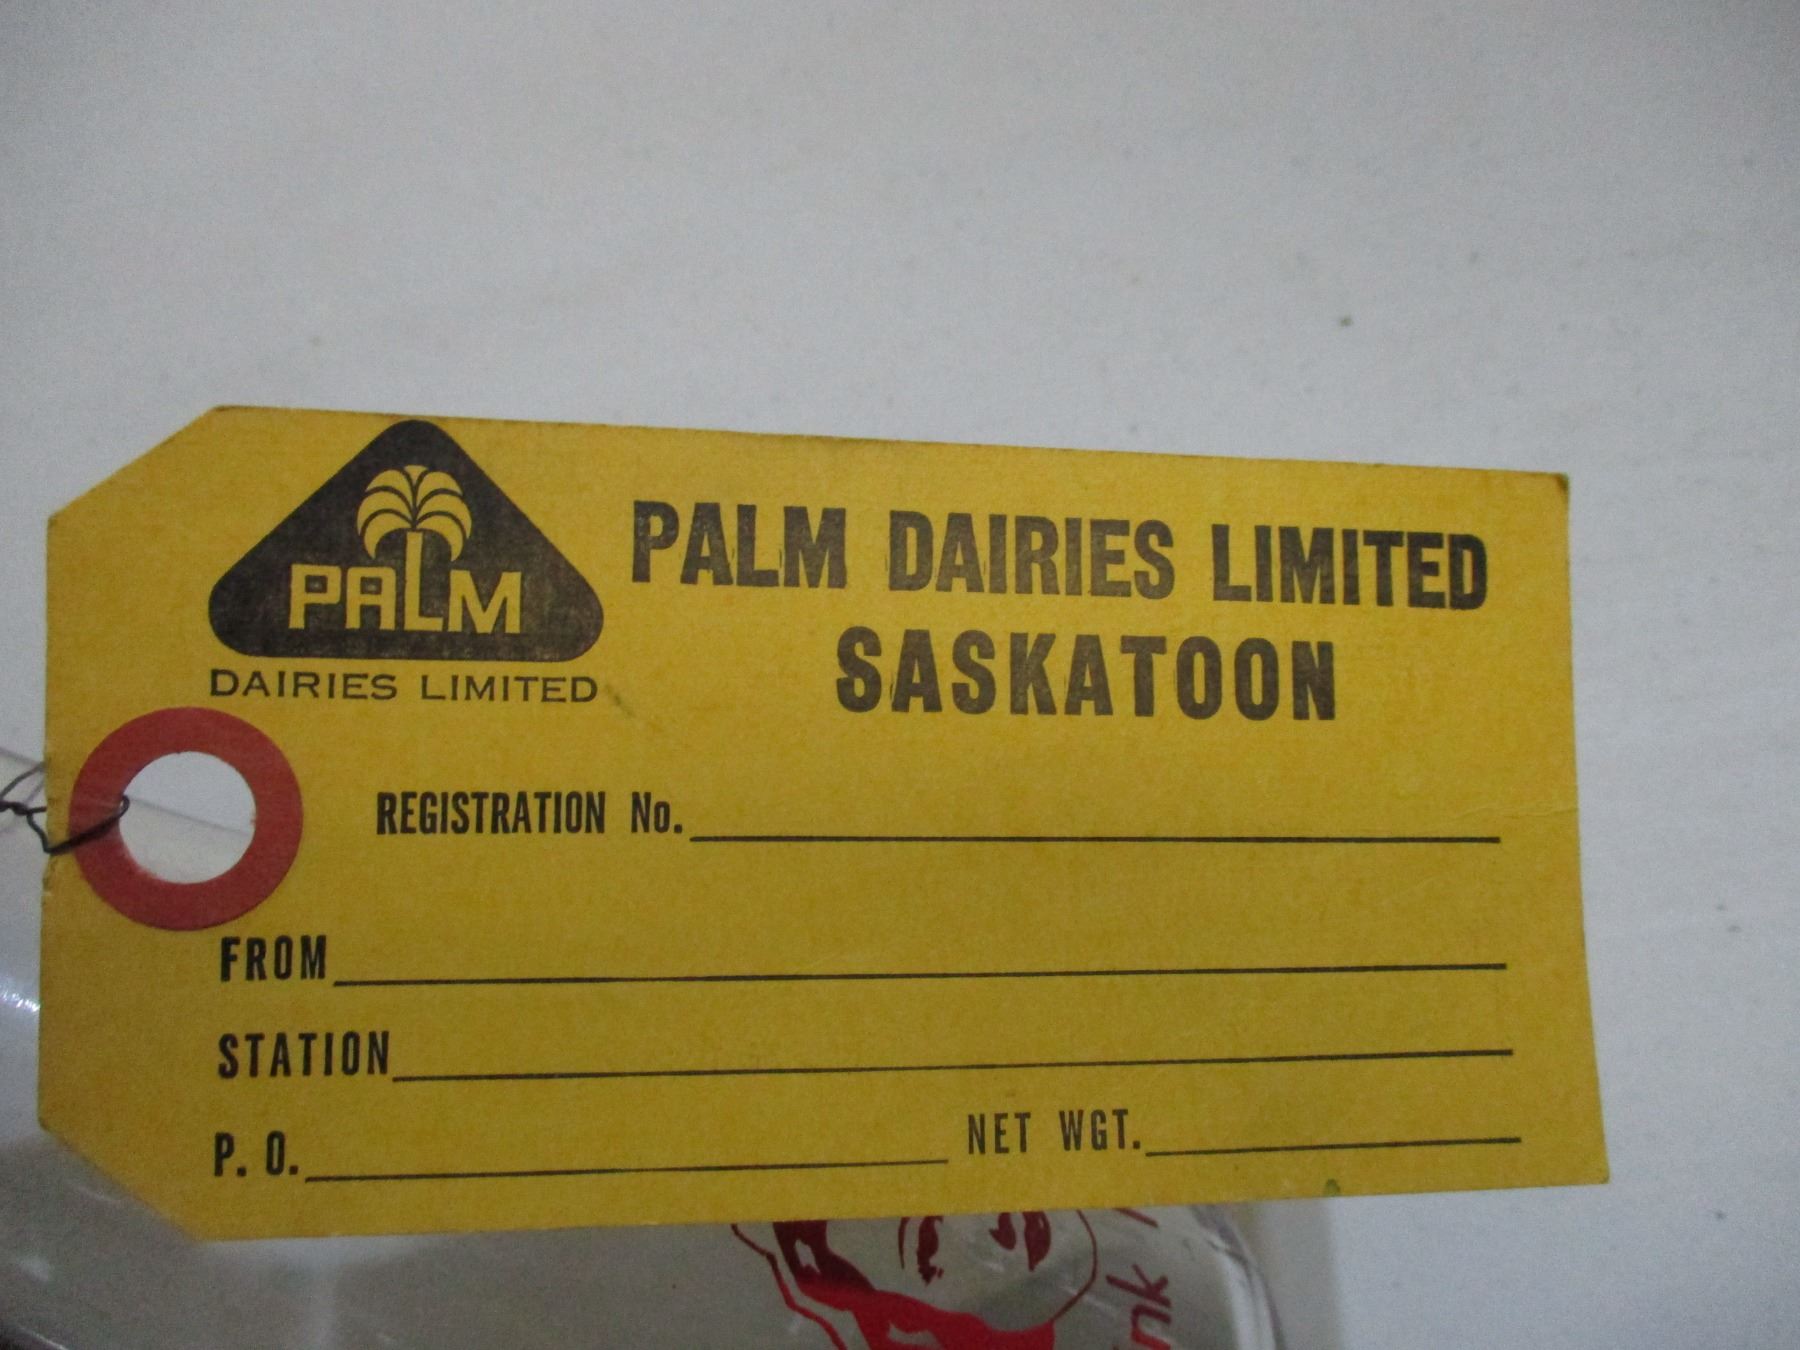 PALM
DAIRIES LIMITED
PALM DAIRIES LIMITED
SASKATOON
REGISTRATION No.
FROM
STATION
P. O. NET WGT.